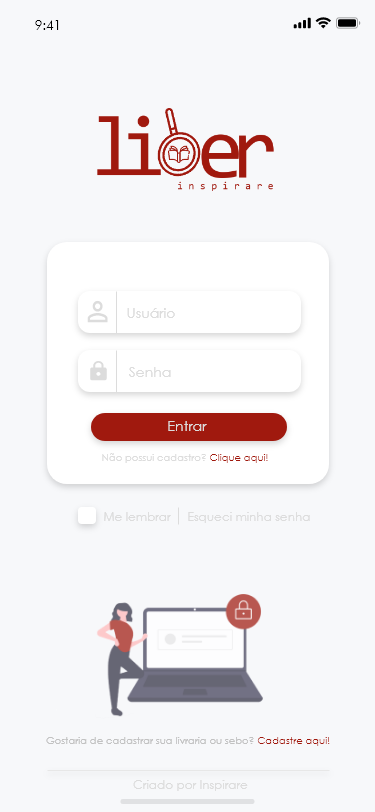 9:41
liber
inspirare
Usuário
Senha
Entrar
Não possui cadastro? Clique aqui!
Me lembrar
Esqueci minha senha
Gostaria de cadastrar sua livraria ou sebo? Cadastre aqui!
Criado por Inspirare